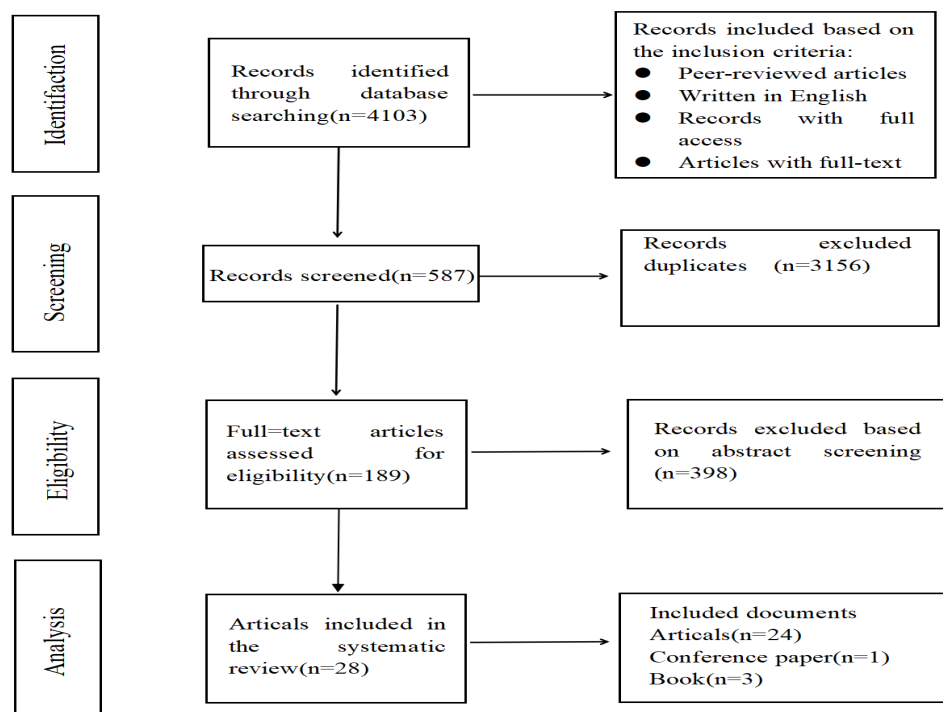 Identifaction
Records identified
through database
searching(n=4103)
Records included based on
the inclusion criteria:
● Peer-reviewed articles
● Written in English
● Records with full
access
● Articles with full-text
Screening
Records screened(n=587)
Records excluded
duplicates (n=3156)
Eligibility
Full=text articles
assessed for
eligibility(n=189)
Records excluded based
on abstract screening
(n=398)
Analysis
Articals included in
the systematic
review(n=28)
Included documents
Articals(n=24)
Conference paper(n=1)
Book(n=3)